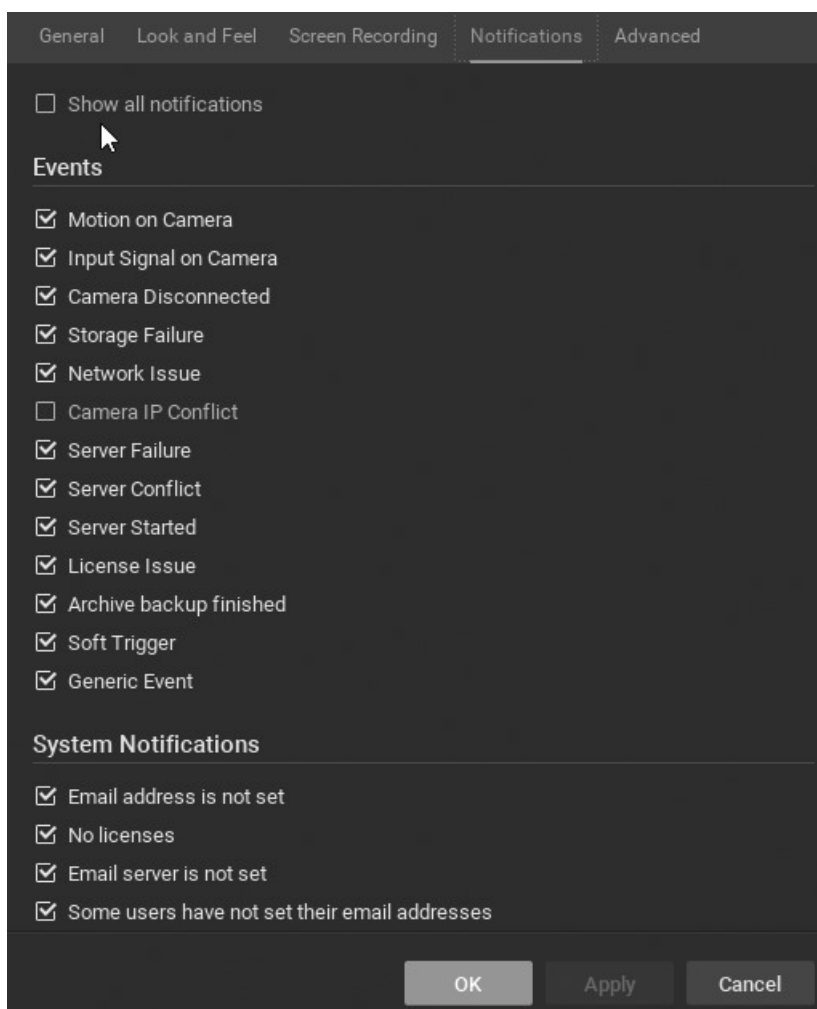 General Look and Feel Screen Recording Notifications Advanced
Show all notifications
Events
Motion on Camera
Input Signal on Camera
Camera Disconnected
Storage Failure
Network Issue
Camera IP Conflict
Server Failure
Server Conflict
Server Started
License Issue
Archive backup finished
Soft Trigger
Generic Event
System Notifications
Email address is not set
No licenses
Email server is not set
Some users have not set their email addresses
OK Apply Cancel